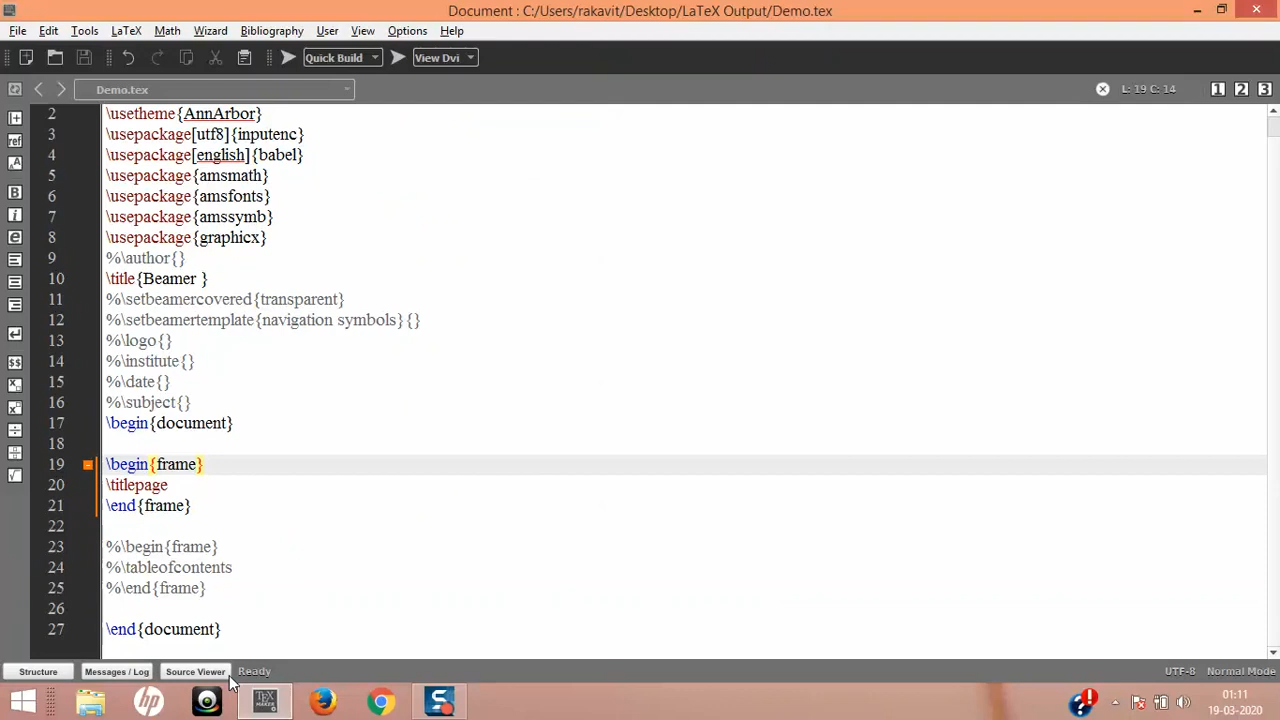 Document : C:/Users/rakavit/Desktop/LaTeX Output/Demo.tex
File Edit Tools LaTeX Math Wizard Bibliography User View Options Help
Quick Build View Dvi
Demo.tex L: 19 C: 14 1 2 3
2 \usetheme{AnnArbor}
3 \usepackage[utf8]{inputenc}
4 \usepackage[english]{babel}
5 \usepackage{amsmath}
6 \usepackage{amsfonts}
7 \usepackage{amssymb}
8 \usepackage{graphicx}
9 %\author{}
10 \title{Beamer }
11 %\setbeamercovered{transparent}
12 %\setbeamertemplate{navigation symbols}{}
13 %\logo{}
14 %\institute{}
15 %\date{}
16 %\subject{}
17 \begin{document}
18
19 \begin{frame}
20 \titlepage
21 \end{frame}
22
23 %\begin{frame}
24 %\tableofcontents
25 %\end{frame}
26
27 \end{document}
Structure Messages / Log Source Viewer Ready UTF-8 Normal Mode
01:11
19-03-2020